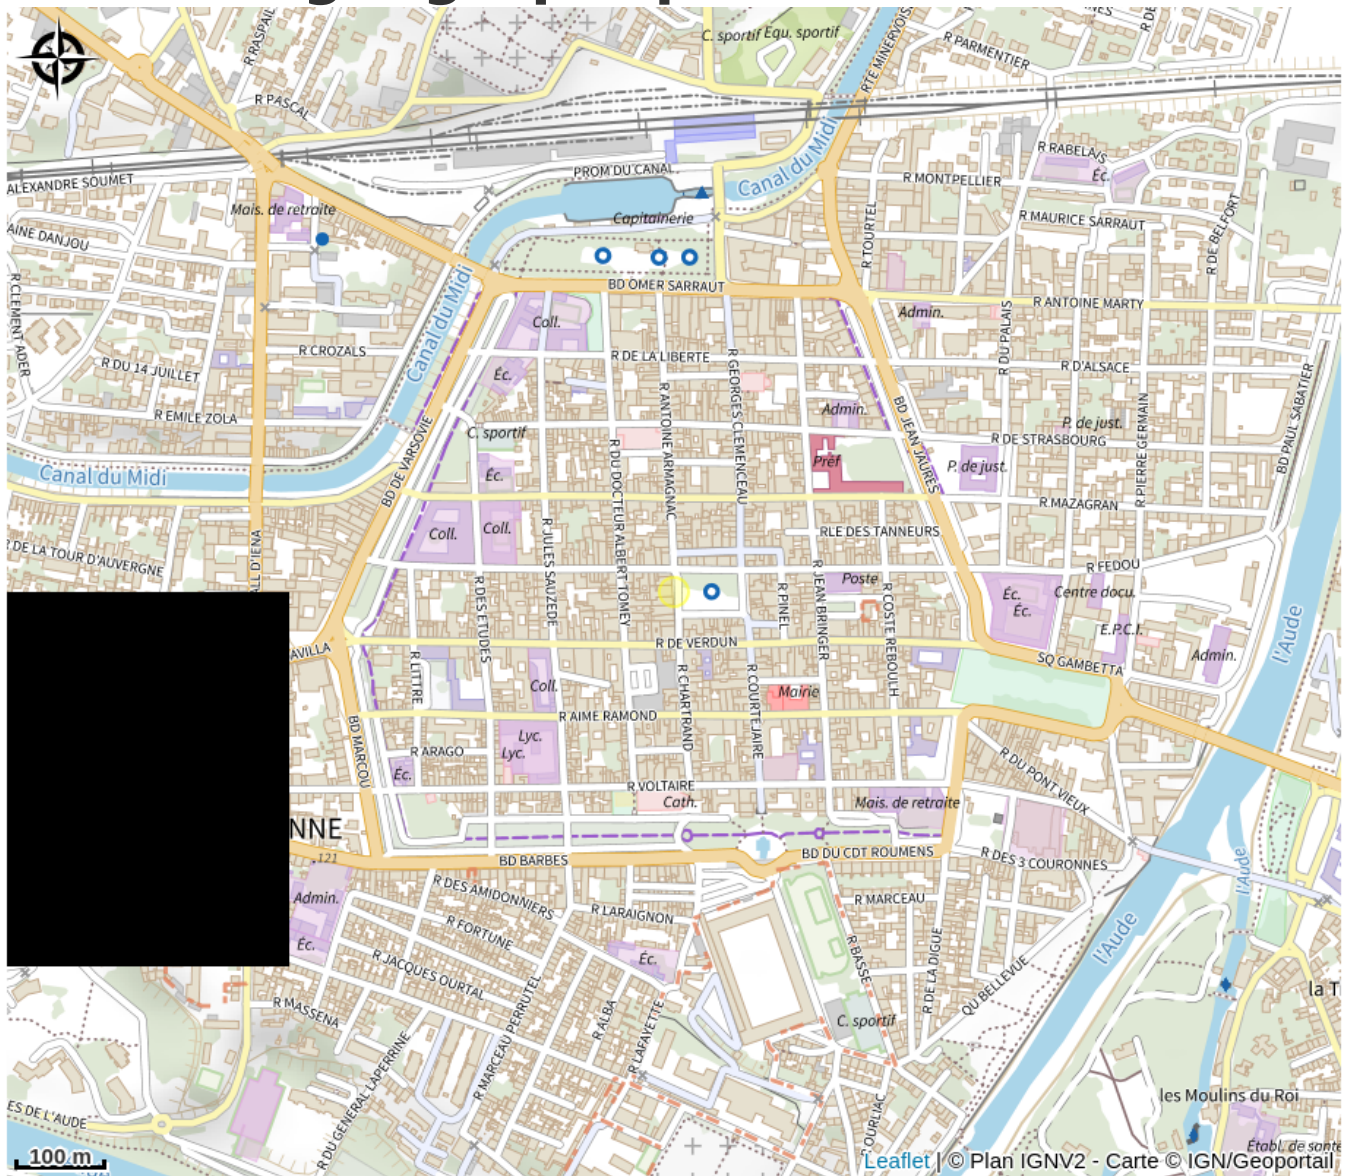 C. sportif Equ. sportif
RTE MINERVOIS
R PARMENTIER
R RASPAIL
R PASCAL
Canal du Midi
PROM DU CANAL
ALEXANDRE SOUMET
R RABELAIS
Éc.
R MONTPELLIER
Mais. de retraite
Capitainerie
R MAURICE SARRAUT
R TOURTEL
R DE BELFORT
AINE DANJOU
R CLEMENT ADER
Canal du Midi
BD OMER SARRAUT
R ANTOINE MARTY
Admin.
Coll.
R DU PALAIS
R CROZALS
R DE LA LIBERTE
R GEORGES CLEMENCEAU
R DU 14 JUILLET
R D'ALSACE
Éc.
R ANTOINE ARMAGNAC
BD PAUL SABATIER
R EMILE ZOLA
Admin.
BD JEAN JAURES
P. de just.
R PIERRE GERMAIN
C. sportif
BD DE VARSOVIE
R DE STRASBOURG
R DU DOCTEUR ALBERT TOMEY
Préf
P. de just.
Canal du Midi
Éc.
R MAZAGRAN
Coll.
Coll.
R JULES SAUZEDE
RLE DES TANNEURS
R DE LA TOUR D'AUVERGNE
ALL D'IENA
R FEDOU
R DES ETUDES
R PINEL
R JEAN BRINGER
Poste
R COSTE REBOULH
Éc.
Éc.
Centre docu.
E.P.C.I.
l'Aude
AVILLA
R DE VERDUN
Admin.
SQ GAMBETTA
R LITTRE
Coll.
R CHARTRAND
R COURTEJAIRE
Mairie
R AIME RAMOND
BD MARCOU
Lyc.
Lyc.
R ARAGO
Éc.
R DU PONT VIEUX
R VOLTAIRE
Cath.
Mais. de retraite
NNE
121
BD BARBES
BD DU CDT ROUMENS
R DES 3 COURONNES
l'Aude
R DES AMIDONNIERS
Admin.
R LARAIGNON
R MARCEAU
R FORTUNE
Éc.
Éc.
R BASSE
R DE LA DIGUE
l'Aude
R JACQUES OURTAL
QU BELLEVUE
la T
R MASSENA
R MARCEAU PERRUTEL
R ALBA
R LAFAYETTE
C. sportif
R DU GENERAL LAPERRINE
les Moulins du Roi
ES DE L'AUDE
Établ. de santé
100 m
Leaflet | © Plan IGNV2 - Carte © IGN/Geoportail